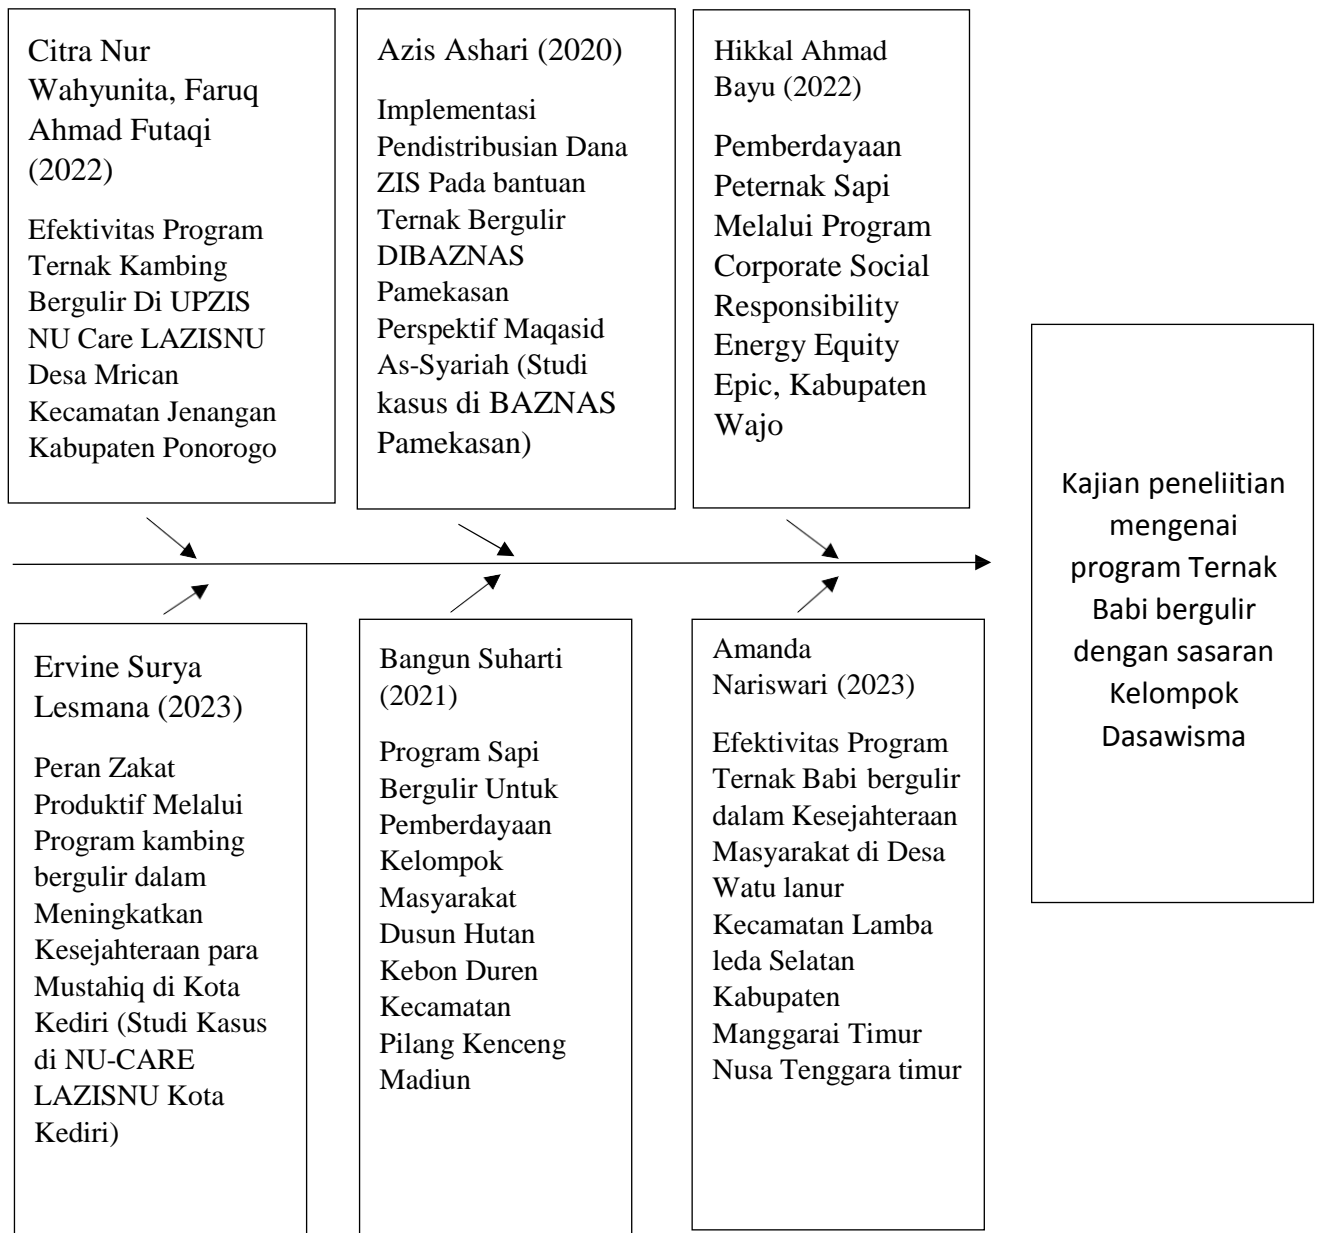 Citra Nur
Wahyunita, Faruq
Ahmad Futaqi
(2022)
Efektivitas Program
Ternak Kambing
Bergulir Di UPZIS
NU Care LAZISNU
Desa Mrican
Kecamatan Jenangan
Kabupaten Ponorogo
Azis Ashari (2020)
Implementasi
Pendistribusian Dana
ZIS Pada bantuan
Ternak Bergulir
DIBAZNAS
Pamekasan
Perspektif Maqasid
As-Syariah (Studi
kasus di BAZNAS
Pamekasan)
Hikkal Ahmad
Bayu (2022)
Pemberdayaan
Peternak Sapi
Melalui Program
Corporate Social
Responsibility
Energy Equity
Epic, Kabupaten
Wajo
Ervine Surya
Lesmana (2023)
Peran Zakat
Produktif Melalui
Program kambing
bergulir dalam
Meningkatkan
Kesejahteraan para
Mustahiq di Kota
Kediri (Studi Kasus
di NU-CARE
LAZISNU Kota
Kediri)
Bangun Suharti
(2021)
Program Sapi
Bergulir Untuk
Pemberdayaan
Kelompok
Masyarakat
Dusun Hutan
Kebon Duren
Kecamatan
Pilang Kenceng
Madiun
Amanda
Nariswari (2023)
Efektivitas Program
Ternak Babi bergulir
dalam Kesejahteraan
Masyarakat di Desa
Watu lanur
Kecamatan Lamba
leda Selatan
Kabupaten
Manggarai Timur
Nusa Tenggara timur
Kajian peneliitian
mengenai
program Ternak
Babi bergulir
dengan sasaran
Kelompok
Dasawisma